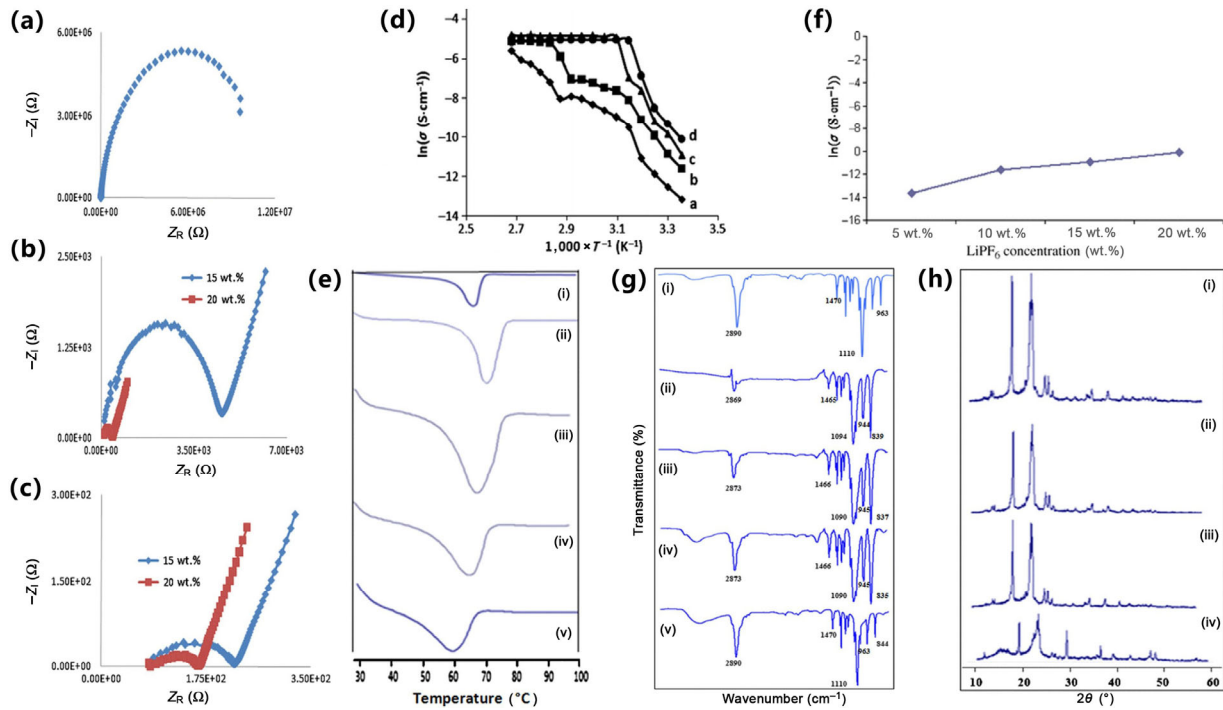 (a)
6.00E+06
3.00E+06
0.00E+00
−Z_I (Ω)
0.00E+00 6.00E+06 1.20E+07
Z_R (Ω)
(b)
2.50E+03
1.25E+03
0.00E+00
−Z_I (Ω)
15 wt.%
20 wt.%
0.00E+00 3.50E+03 7.00E+03
Z_R (Ω)
(c)
3.00E+02
1.50E+02
0.00E+00
−Z_I (Ω)
15 wt.%
20 wt.%
0.00E+00 1.75E+02 3.50E+02
Z_R (Ω)
(d)
−4
−6
−8
−10
−12
−14
ln(σ (S·cm⁻¹))
d
c
b
a
2.5 2.7 2.9 3.1 3.3 3.5
1,000 × T⁻¹ (K⁻¹)
(e)
(i)
(ii)
(iii)
(iv)
(v)
30 40 50 60 70 80 90 100
Temperature (°C)
(f)
10
8
6
4
2
0
−12
−14
−16
−14
−16
ln(σ (S·cm⁻¹))
5 wt.% 10 wt.% 15 wt.% 20 wt.%
LiPF₆ concentration (wt.%)
(g)
Transmittance (%)
(i)
2890
1470
1110
963
(ii)
2869
1465
1094
944
839
(iii)
2873
1466
1090
945
837
(iv)
2873
1466
1090
945
835
(v)
2890
1470
1110
963
844
Wavenumber (cm⁻¹)
(h)
(i)
(ii)
(iii)
(iv)
10 20 30 40 50 60
2θ (°)